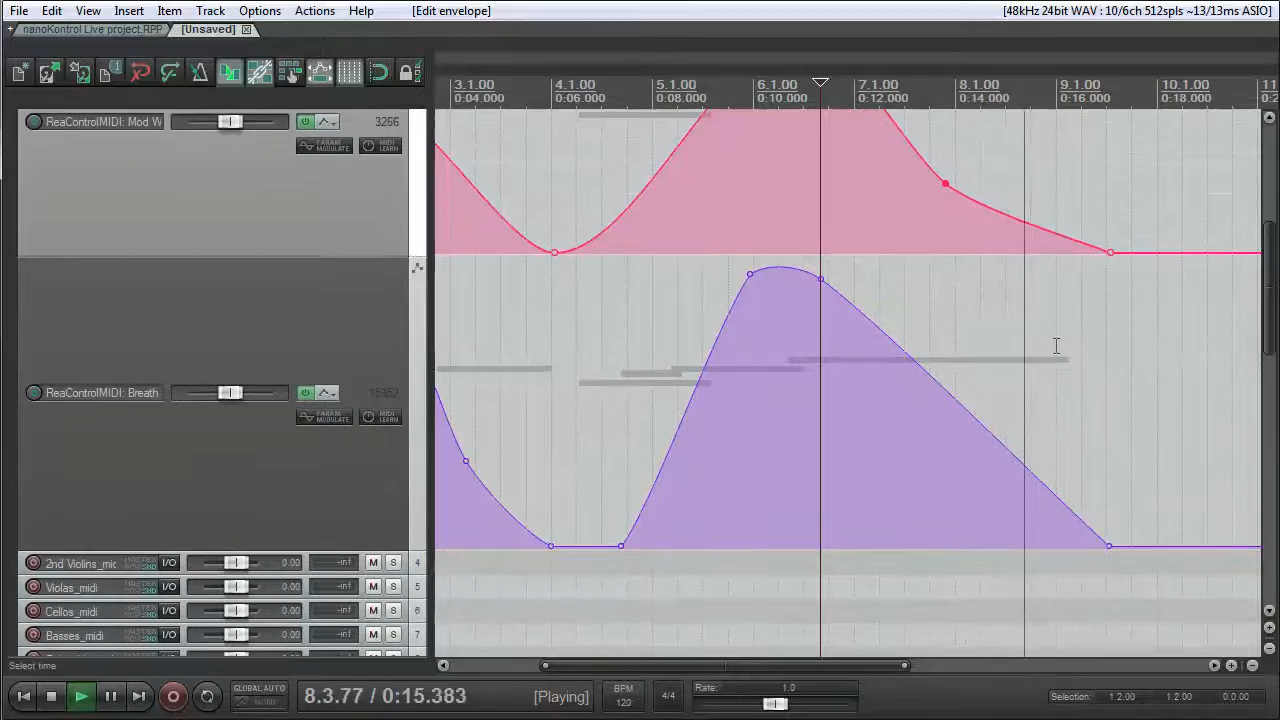 File Edit View Insert Item Track Options Actions Help [Edit envelope] [48kHz 24bit WAV : 10/6ch 512spls ~13/13ms ASIO]
+ nanoKontrol Live project.RPP [Unsaved]
3.1.00 4.1.00 5.1.00 6.1.00 7.1.00 8.1.00 9.1.00 10.1.00 11
0:04.000 0:06.000 0:08.000 0:10.000 0:12.000 0:14.000 0:16.000 0:18.000
ReaControlMIDI: Mod W 3266
PARAM MODULATE MIDI LEARN
ReaControlMIDI: Breath 15352
PARAM MODULATE MIDI LEARN
2nd Violins_mic I/O 0.00 -inf M S 4
Violas_midi I/O 0.00 -inf M S 5
Cellos_midi I/O 0.00 -inf M S 6
Basses_midi I/O 0.00 -inf M S 7
Select time
GLOBAL AUTO
NONE
8.3.77 / 0:15.383 [Playing]
BPM
120
4/4
Rate: 1.0
Selection: 1.2.00 1.2.00 0.0.00